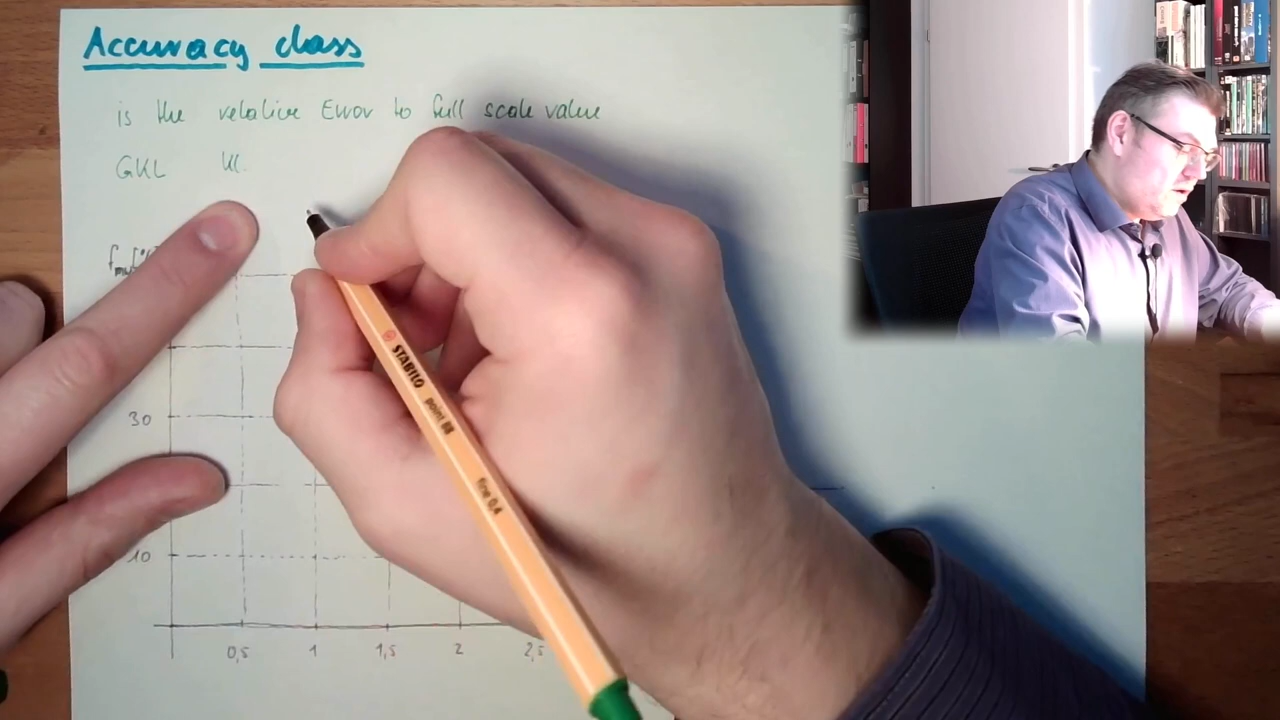 Accuracy class
is the relative Error to full scale value
GKL Kl.
30
10
0,5 1 1,5 2 2,5
STABILO point 88 fine 0,4